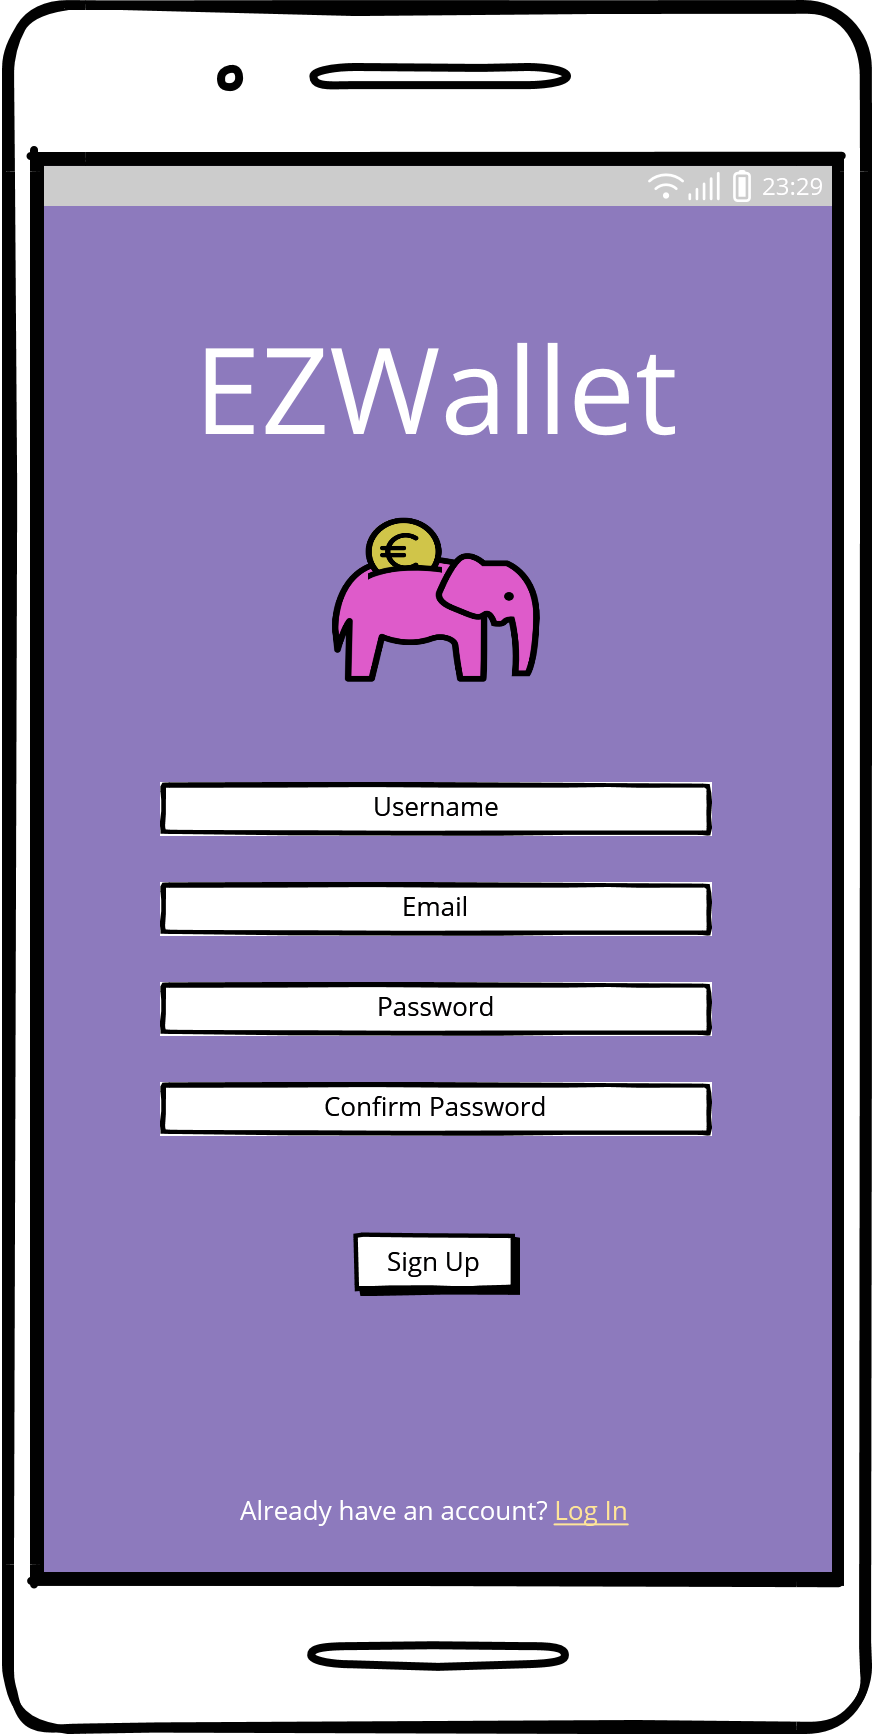 23:29
EZWallet
€
Username
Email
Password
Confirm Password
Sign Up
Already have an account? Log In